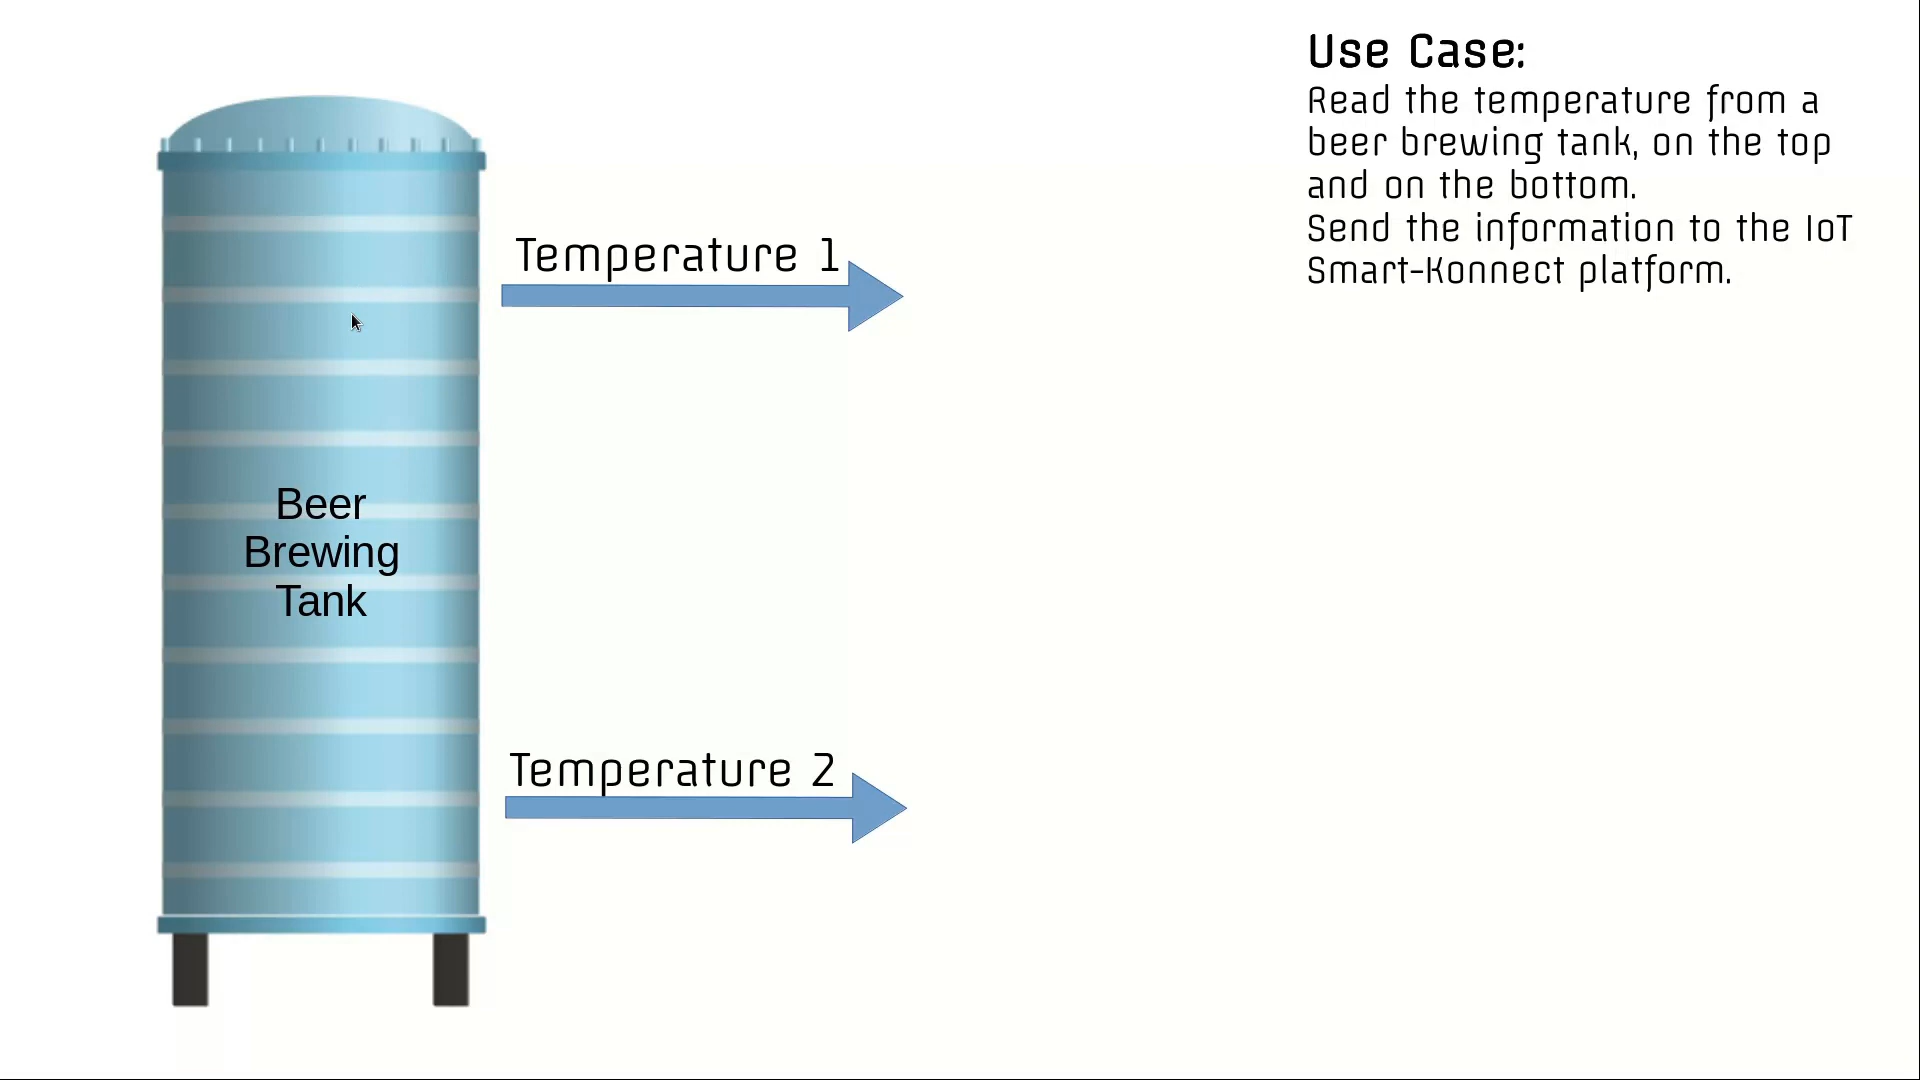 Use Case:
Read the temperature from a
beer brewing tank, on the top
and on the bottom.
Send the information to the IoT
Smart-Konnect platform.
Temperature 1
Beer
Brewing
Tank
Temperature 2